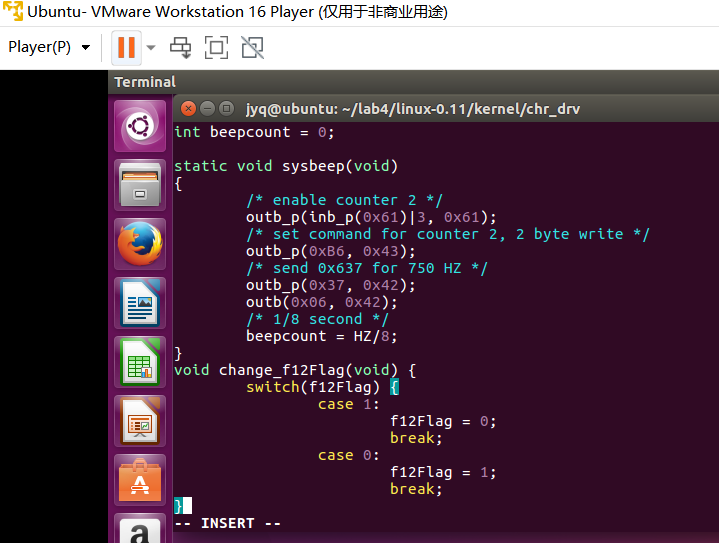 Ubuntu- VMware Workstation 16 Player (仅用于非商业用途)
Player(P)
Terminal
jyq@ubuntu: ~/lab4/linux-0.11/kernel/chr_drv
int beepcount = 0;
static void sysbeep(void)
{
/* enable counter 2 */
outb_p(inb_p(0x61)|3, 0x61);
/* set command for counter 2, 2 byte write */
outb_p(0xB6, 0x43);
/* send 0x637 for 750 HZ */
outb_p(0x37, 0x42);
outb(0x06, 0x42);
/* 1/8 second */
beepcount = HZ/8;
}
void change_f12Flag(void) {
switch(f12Flag) {
case 1:
f12Flag = 0;
break;
case 0:
f12Flag = 1;
break;
}
-- INSERT --